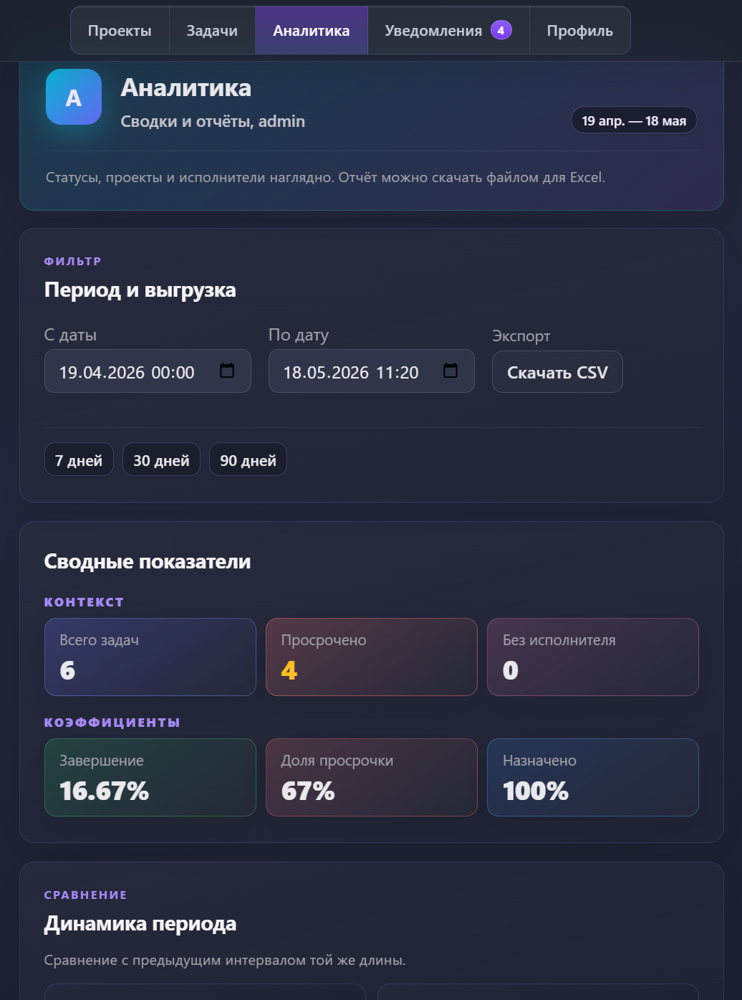 Проекты Задачи Аналитика Уведомления 4 Профиль
А
Аналитика
Сводки и отчёты, admin
19 апр. — 18 мая
Статусы, проекты и исполнители наглядно. Отчёт можно скачать файлом для Excel.
ФИЛЬТР
Период и выгрузка
С даты По дату Экспорт
19.04.2026 00:00 18.05.2026 11:20 Скачать CSV
7 дней 30 дней 90 дней
Сводные показатели
КОНТЕКСТ
Всего задач Просрочено Без исполнителя
6 4 0
КОЭФФИЦИЕНТЫ
Завершение Доля просрочки Назначено
16.67% 67% 100%
СРАВНЕНИЕ
Динамика периода
Сравнение с предыдущим интервалом той же длины.